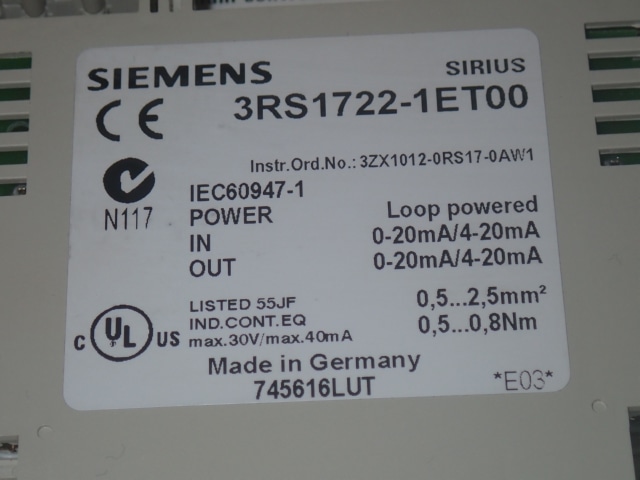 SIEMENS SIRIUS
CE 3RS1722-1ET00
Instr.Ord.No.: 3ZX1012-0RS17-0AW1
N117
IEC60947-1
POWER Loop powered
IN 0-20mA/4-20mA
OUT 0-20mA/4-20mA
LISTED 55JF 0,5...2,5mm²
C UL US IND.CONT.EQ 0,5...0,8Nm
max.30V/max.40mA
Made in Germany
745616LUT *E03*